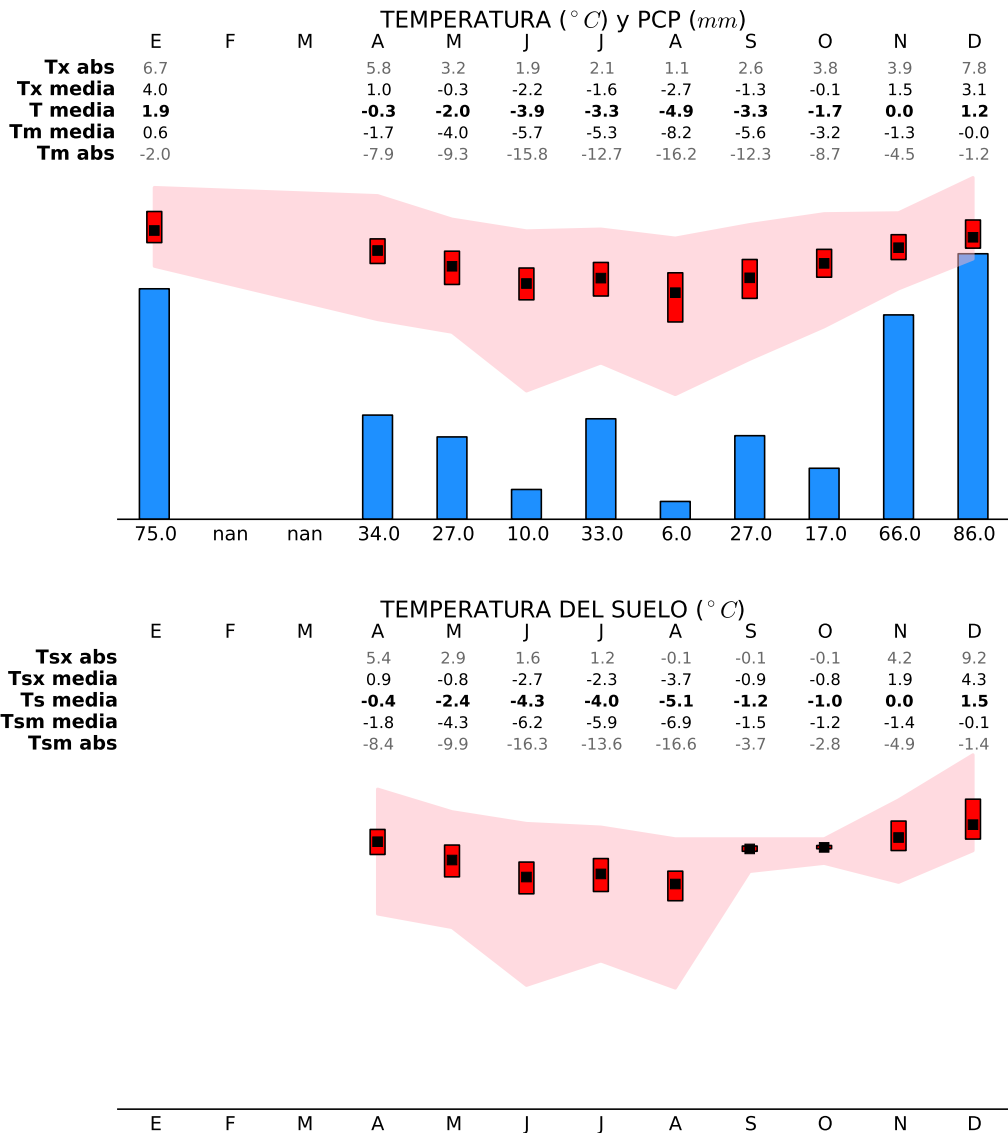 TEMPERATURA (°C) y PCP (mm)
E F M A M J J A S O N D
Tx abs 6.7 5.8 3.2 1.9 2.1 1.1 2.6 3.8 3.9 7.8
Tx media 4.0 1.0 -0.3 -2.2 -1.6 -2.7 -1.3 -0.1 1.5 3.1
T media 1.9 -0.3 -2.0 -3.9 -3.3 -4.9 -3.3 -1.7 0.0 1.2
Tm media 0.6 -1.7 -4.0 -5.7 -5.3 -8.2 -5.6 -3.2 -1.3 -0.0
Tm abs -2.0 -7.9 -9.3 -15.8 -12.7 -16.2 -12.3 -8.7 -4.5 -1.2
75.0 nan nan 34.0 27.0 10.0 33.0 6.0 27.0 17.0 66.0 86.0
TEMPERATURA DEL SUELO (°C)
E F M A M J J A S O N D
Tsx abs 5.4 2.9 1.6 1.2 -0.1 -0.1 -0.1 4.2 9.2
Tsx media 0.9 -0.8 -2.7 -2.3 -3.7 -0.9 -0.8 1.9 4.3
Ts media -0.4 -2.4 -4.3 -4.0 -5.1 -1.2 -1.0 0.0 1.5
Tsm media -1.8 -4.3 -6.2 -5.9 -6.9 -1.5 -1.2 -1.4 -0.1
Tsm abs -8.4 -9.9 -16.3 -13.6 -16.6 -3.7 -2.8 -4.9 -1.4
E F M A M J J A S O N D